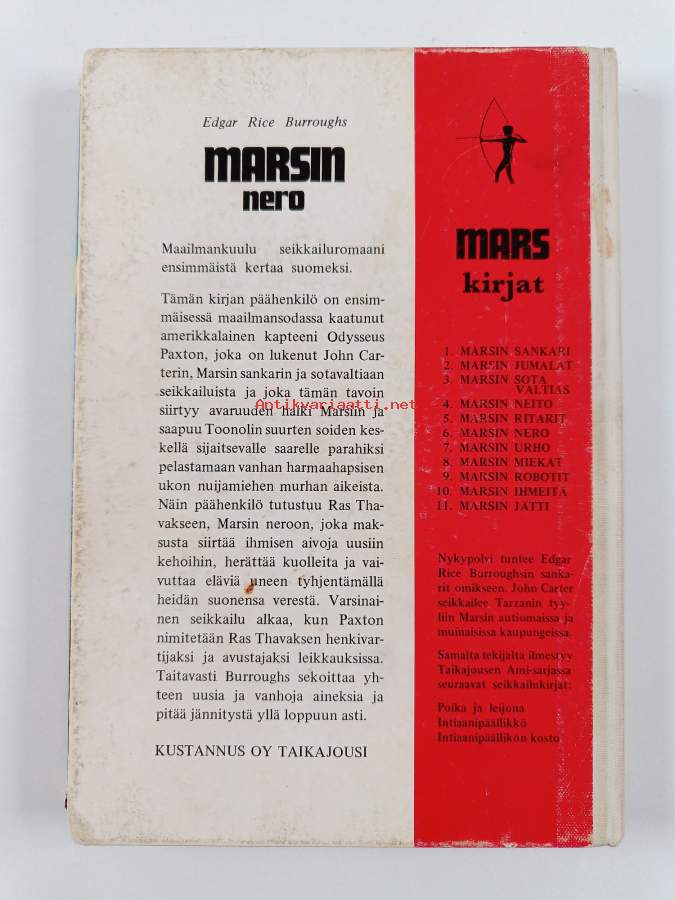 Edgar Rice Burroughs
MARSIN
nero
Maailmankuulu seikkailuromaani
ensimmäistä kertaa suomeksi.
Tämän kirjan päähenkilö on ensim-
mäisessä maailmansodassa kaatunut
amerikkalainen kapteeni Odysseus
Paxton, joka on lukenut John Car-
terin, Marsin sankarin ja sotavaltiaan
seikkailuista ja joka tämän tavoin
siirtyy avaruuden halki Marsiin ja
saapuu Toonolin suurten soiden kes-
kellä sijaitsevalle saarelle parahiksi
pelastamaan vanhan harmaahapsisen
ukon nuijamiehen murhan aikeista.
Näin päähenkilö tutustuu Ras Tha-
vakseen, Marsin neroon, joka mak-
susta siirtää ihmisen aivoja uusiin
kehoihin, herättää kuolleita ja vai-
vuttaa eläviä uneen tyhjentämällä
heidän suonensa verestä. Varsinai-
nen seikkailu alkaa, kun Paxton
nimitetään Ras Thavaksen henkivar-
tijaksi ja avustajaksi leikkauksissa.
Taitavasti Burroughs sekoittaa yh-
teen uusia ja vanhoja aineksia ja
pitää jännitystä yllä loppuun asti.
KUSTANNUS OY TAIKAJOUSI
MARS
kirjat
1. MARSIN SANKARI
2. MARSIN JUMALAT
3. MARSIN SOTA
VALTIAS
4. MARSIN NEITO
5. MARSIN RITARIT
6. MARSIN NERO
7. MARSIN URHO
8. MARSIN MIEKAT
9. MARSIN ROBOTIT
10. MARSIN IHMEITÄ
11. MARSIN JÄTTI
Nykypolvi tuntee Edgar
Rice Burroughsin sanka-
rit omikseen. John Carter
seikkailee Tarzanin tyy-
liin Marsin autiomaissa ja
muinaisissa kaupungeissa.
Samalta tekijältä ilmestyy
Taikajousen Ami-sarjassa
seuraavat seikkailukirjat:
Poika ja leijona
Intiaanipäällikkö
Intiaanipäällikön kosto
Antikvariaatti.net